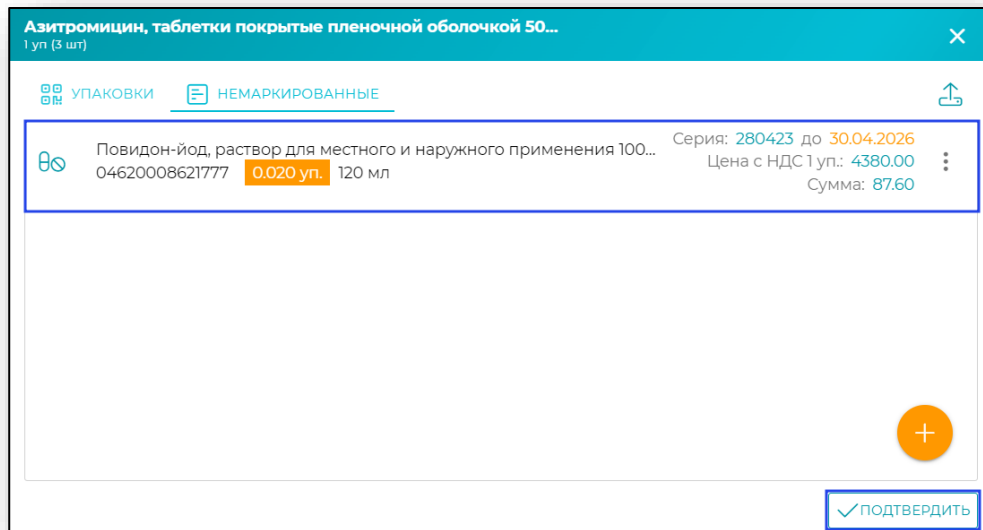 Азитромицин, таблетки покрытые пленочной оболочкой 50...
1 уп (3 шт)
УПАКОВКИ НЕМАРКИРОВАННЫЕ
Повидон-йод, раствор для местного и наружного применения 100...
04620008621777 0.020 уп. 120 мл
Серия: 280423 до 30.04.2026
Цена с НДС 1 уп.: 4380.00
Сумма: 87.60
ПОДТВЕРДИТЬ